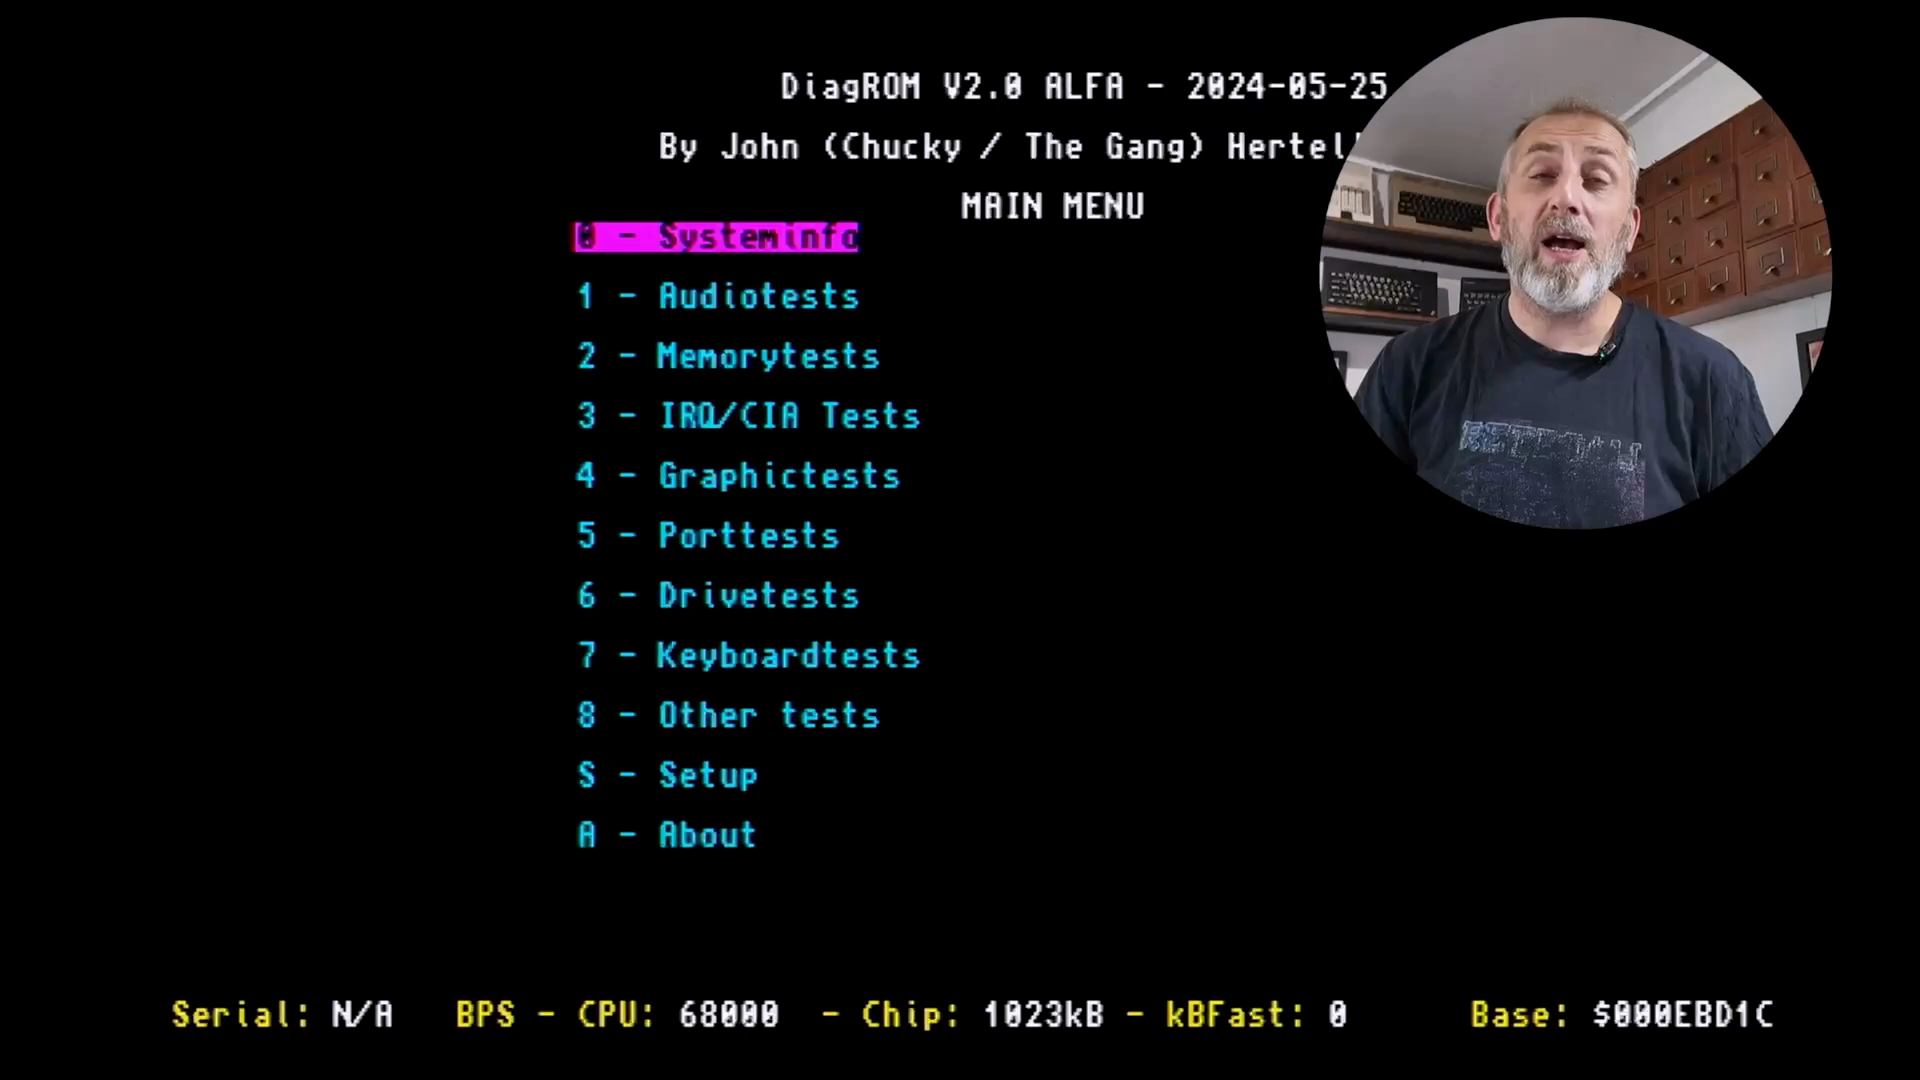 DiagROM V2.0 ALFA - 2024-05-25
By John (Chucky / The Gang) Hertel
MAIN MENU
0 - Systeminfo
1 - Audiotests
2 - Memorytests
3 - IRQ/CIA Tests
4 - Graphictests
5 - Porttests
6 - Drivetests
7 - Keyboardtests
8 - Other tests
S - Setup
A - About
Serial: N/A BPS - CPU: 68000 - Chip: 1023kB - kBFast: 0 Base: $000EBD1C